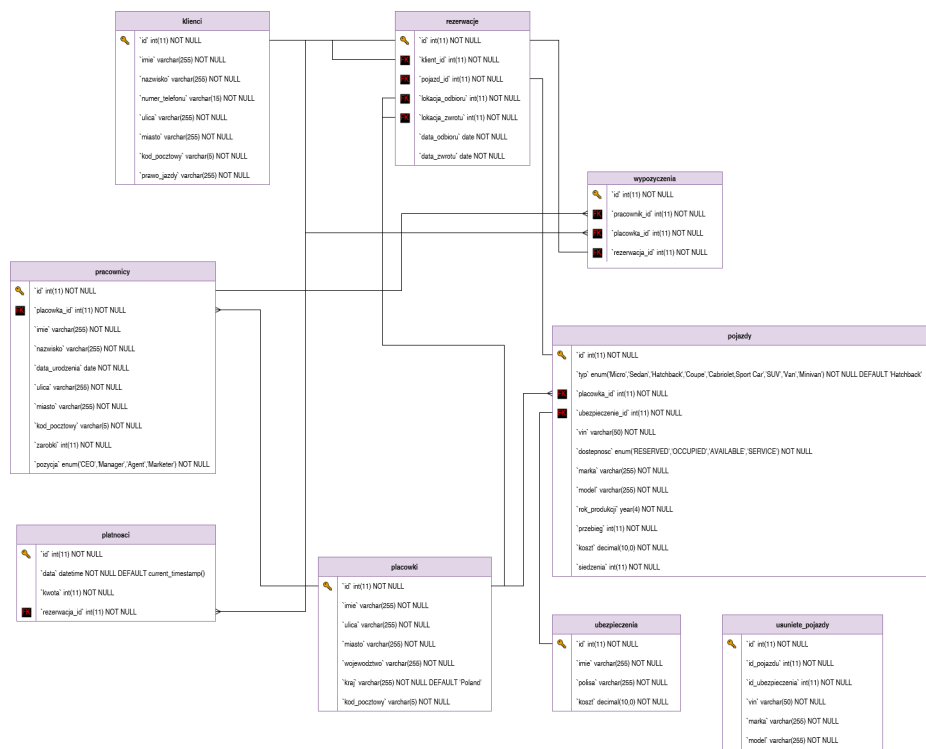 klienci
`id` int(11) NOT NULL
`imie` varchar(255) NOT NULL
`nazwisko` varchar(255) NOT NULL
`numer_telefonu` varchar(15) NOT NULL
`ulica` varchar(255) NOT NULL
`miasto` varchar(255) NOT NULL
`kod_pocztowy` varchar(5) NOT NULL
`prawo_jazdy` varchar(255) NOT NULL
rezerwacje
`id` int(11) NOT NULL
FK `klient_id` int(11) NOT NULL
FK `pojazd_id` int(11) NOT NULL
FK `lokacja_odbioru` int(11) NOT NULL
FK `lokacja_zwrotu` int(11) NOT NULL
`data_odbioru` date NOT NULL
`data_zwrotu` date NOT NULL
wypozyczenia
`id` int(11) NOT NULL
FK `pracownik_id` int(11) NOT NULL
FK `placowka_id` int(11) NOT NULL
FK `rezerwacja_id` int(11) NOT NULL
pracownicy
`id` int(11) NOT NULL
FK `placowka_id` int(11) NOT NULL
`imie` varchar(255) NOT NULL
`nazwisko` varchar(255) NOT NULL
`data_urodzenia` date NOT NULL
`ulica` varchar(255) NOT NULL
`miasto` varchar(255) NOT NULL
`kod_pocztowy` varchar(5) NOT NULL
`zarobki` int(11) NOT NULL
`pozycja` enum('CEO','Manager','Agent','Marketer') NOT NULL
pojazdy
`id` int(11) NOT NULL
`typ` enum('Micro','Sedan','Hatchback','Coupe','Cabriolet,Sport Car','SUV','Van','Minivan') NOT NULL DEFAULT 'Hatchback'
FK `placowka_id` int(11) NOT NULL
FK `ubezpieczenie_id` int(11) NOT NULL
`vin` varchar(50) NOT NULL
`dostepnosc` enum('RESERVED','OCCUPIED','AVAILABLE','SERVICE') NOT NULL
`marka` varchar(255) NOT NULL
`model` varchar(255) NOT NULL
`rok_produkcji` year(4) NOT NULL
`przebieg` int(11) NOT NULL
`koszt` decimal(10,0) NOT NULL
`siedzenia` int(11) NOT NULL
platnosci
`id` int(11) NOT NULL
`data` datetime NOT NULL DEFAULT current_timestamp()
`kwota` int(11) NOT NULL
FK `rezerwacja_id` int(11) NOT NULL
placowki
`id` int(11) NOT NULL
`imie` varchar(255) NOT NULL
`ulica` varchar(255) NOT NULL
`miasto` varchar(255) NOT NULL
`wojewodztwo` varchar(255) NOT NULL
`kraj` varchar(255) NOT NULL DEFAULT 'Poland'
`kod_pocztowy` varchar(5) NOT NULL
ubezpieczenia
`id` int(11) NOT NULL
`imie` varchar(255) NOT NULL
`polisa` varchar(255) NOT NULL
`koszt` decimal(10,0) NOT NULL
usuniete_pojazdy
`id` int(11) NOT NULL
`id_pojazdu` int(11) NOT NULL
`id_ubezpieczenia` int(11) NOT NULL
`vin` varchar(50) NOT NULL
`marka` varchar(255) NOT NULL
`model` varchar(255) NOT NULL